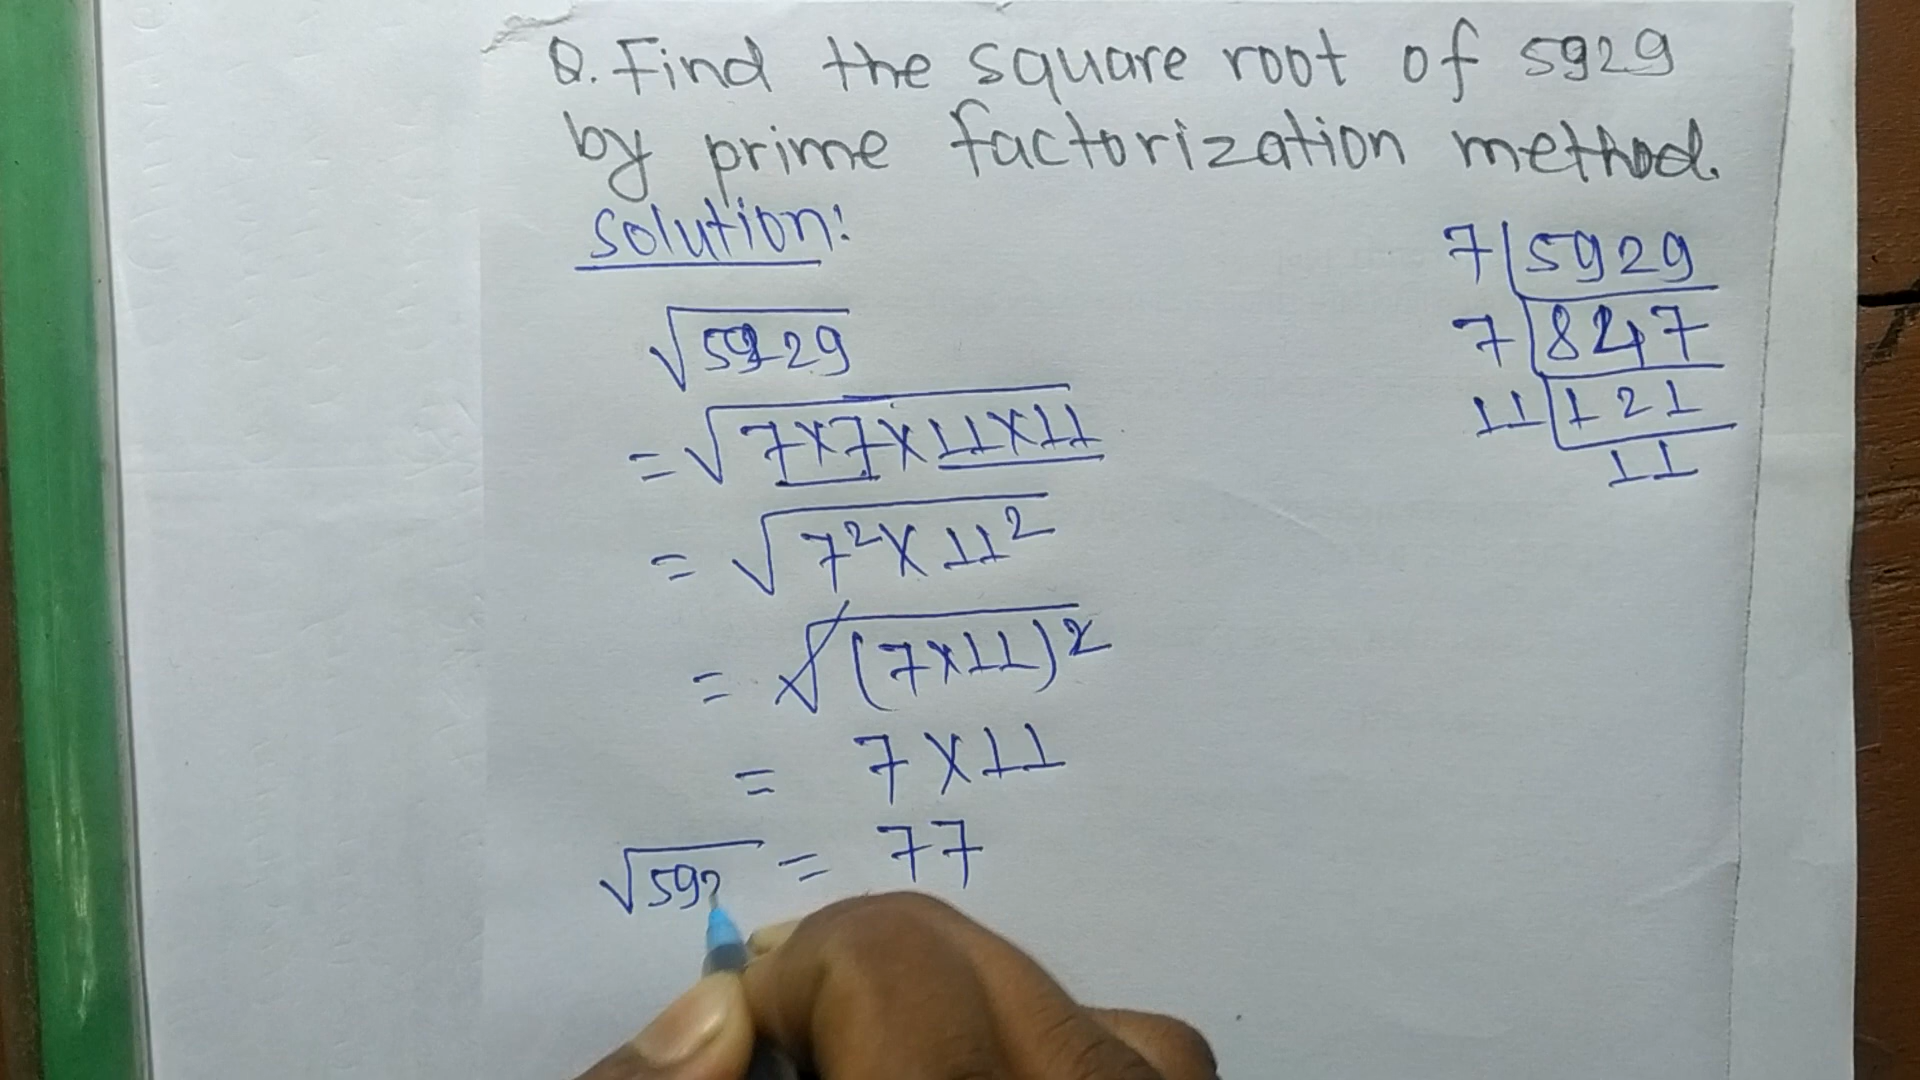 Q. Find the square root of 5929
by prime factorization method.
Solution:
√5929
= √7×7×11×11
= √7²×11²
= √(7×11)²
= 7×11
√592 = 77
7|5929
7|847
11|121
11